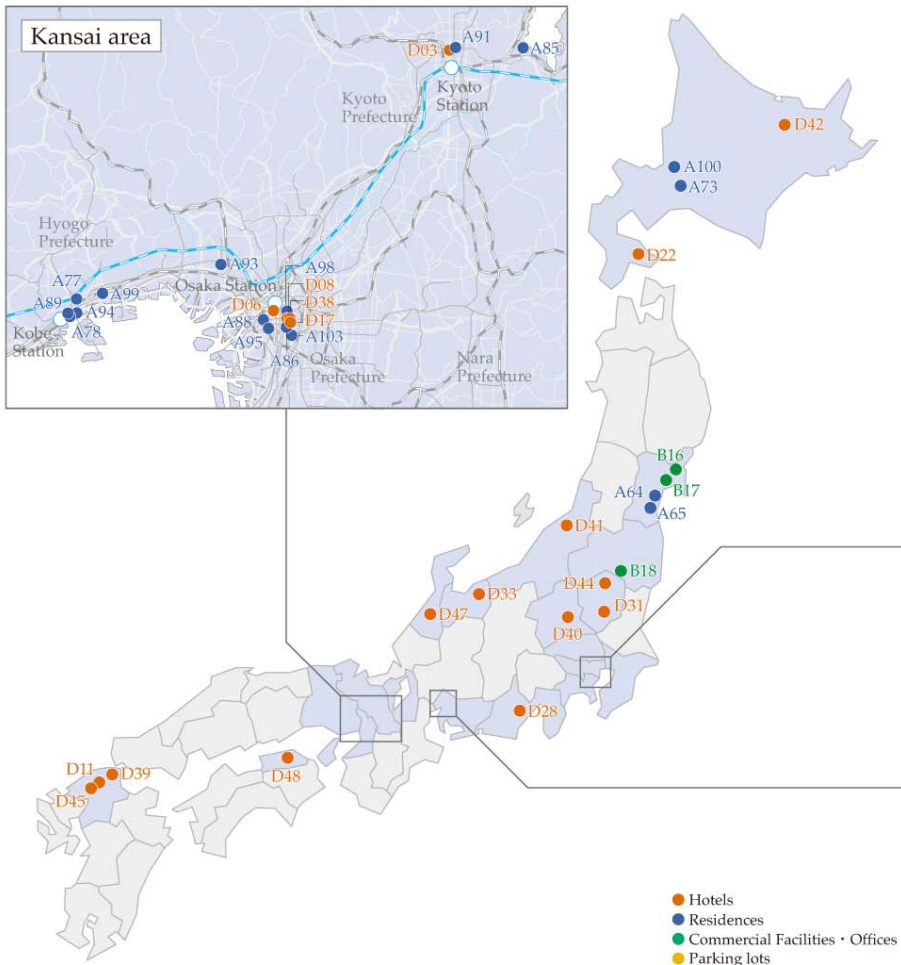 Kansai area
D03
A91
A85
Kyoto
Station
Kyoto
Prefecture
Hyogo
Prefecture
A93
A98
Osaka Station
D08
D38
D06
D17
A77
A99
A89
A94
A88
Kobe
Station
A78
A95
A103
A86
Osaka
Prefecture
Nara
Prefecture
D42
A100
A73
D22
B16
B17
A64
A65
D41
B18
D44
D33
D31
D47
D40
D28
D11
D39
D45
D48
Hotels
Residences
Commercial Facilities・Offices
Parking lots